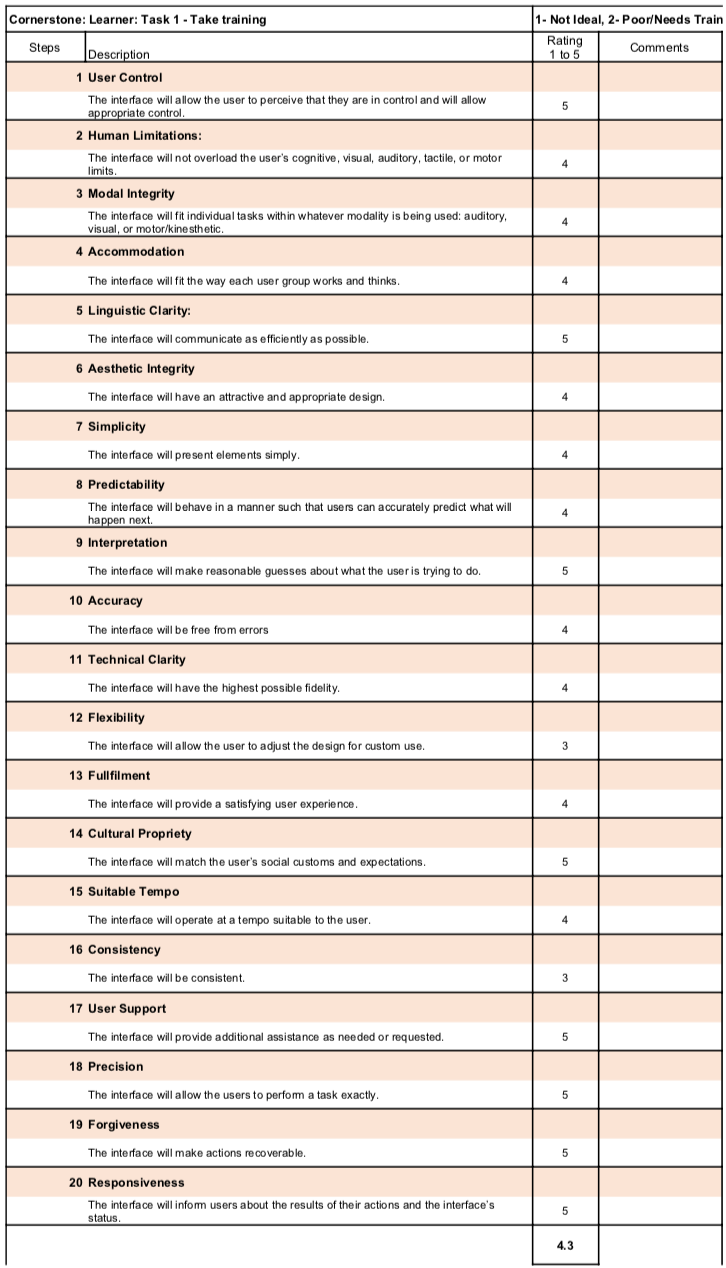 Cornerstone: Learner: Task 1 - Take training 1- Not Ideal, 2- Poor/Needs Train
Steps Description Rating 1 to 5 Comments
1 User Control
The interface will allow the user to perceive that they are in control and will allow
appropriate control.
5
2 Human Limitations:
The interface will not overload the user's cognitive, visual, auditory, tactile, or motor
limits.
4
3 Modal Integrity
The interface will fit individual tasks within whatever modality is being used: auditory,
visual, or motor/kinesthetic.
4
4 Accommodation
The interface will fit the way each user group works and thinks. 4
5 Linguistic Clarity:
The interface will communicate as efficiently as possible. 5
6 Aesthetic Integrity
The interface will have an attractive and appropriate design. 4
7 Simplicity
The interface will present elements simply. 4
8 Predictability
The interface will behave in a manner such that users can accurately predict what will
happen next.
4
9 Interpretation
The interface will make reasonable guesses about what the user is trying to do. 5
10 Accuracy
The interface will be free from errors 4
11 Technical Clarity
The interface will have the highest possible fidelity. 4
12 Flexibility
The interface will allow the user to adjust the design for custom use. 3
13 Fullfilment
The interface will provide a satisfying user experience. 4
14 Cultural Propriety
The interface will match the user's social customs and expectations. 5
15 Suitable Tempo
The interface will operate at a tempo suitable to the user. 4
16 Consistency
The interface will be consistent. 3
17 User Support
The interface will provide additional assistance as needed or requested. 5
18 Precision
The interface will allow the users to perform a task exactly. 5
19 Forgiveness
The interface will make actions recoverable. 5
20 Responsiveness
The interface will inform users about the results of their actions and the interface's
status.
5
4.3